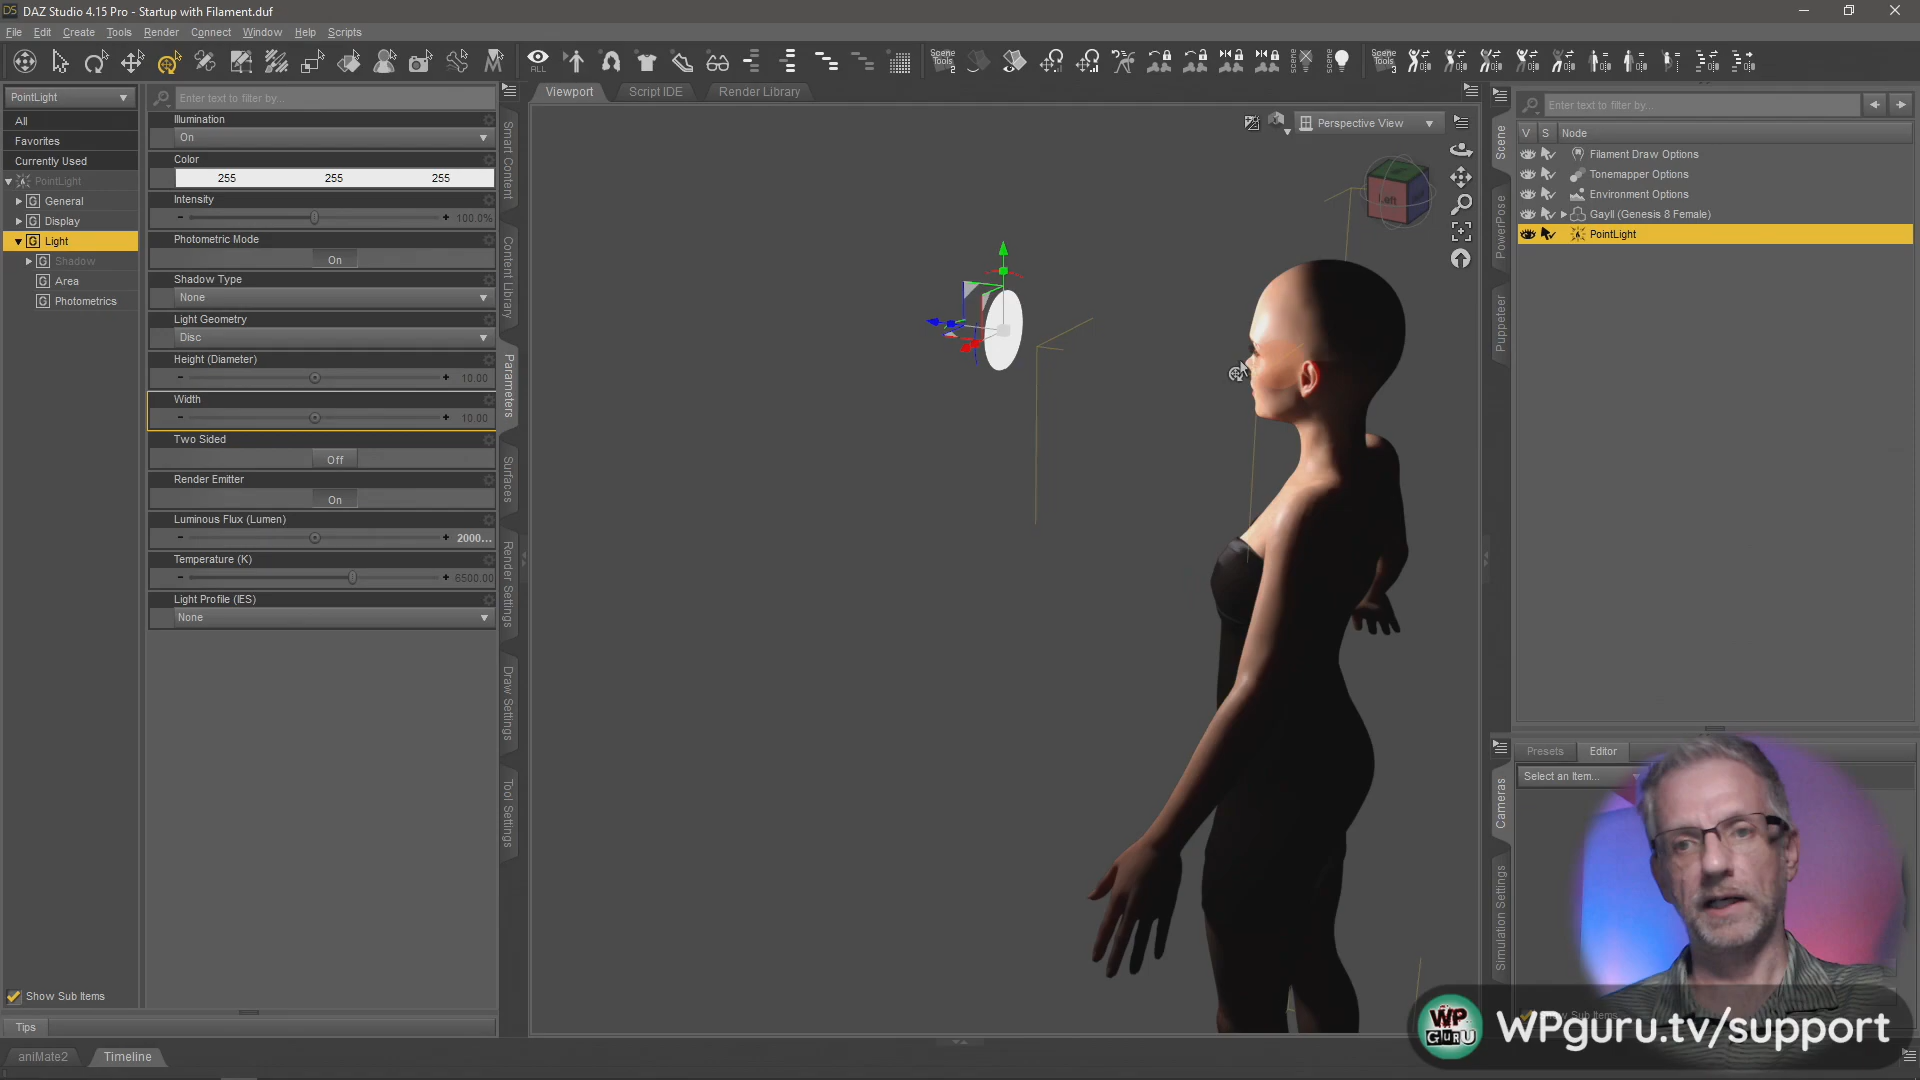 DS DAZ Studio 4.15 Pro - Startup with Filament.duf
File Edit Create Tools Render Connect Window Help Scripts
ALL
Scene Tools 2
Scene Tools 3
PointLight
All
Favorites
Currently Used
PointLight
G General
G Display
G Light
G Shadow
G Area
G Photometrics
Show Sub Items
Tips
aniMate2 Timeline
Enter text to filter by...
Illumination
On
Color
255 255 255
Intensity
- + 100.0%
Photometric Mode
On
Shadow Type
None
Light Geometry
Disc
Height (Diameter)
- + 10.00
Width
- + 10.00
Two Sided
Off
Render Emitter
On
Luminous Flux (Lumen)
- + 2000...
Temperature (K)
- + 6500.00
Light Profile (IES)
None
Smart Content
Content Library
Parameters
Surfaces
Render Settings
Draw Settings
Tool Settings
Viewport Script IDE Render Library
Perspective View
Left
Scene
PowerPose
Puppeteer
Enter text to filter by...
V S Node
Filament Draw Options
Tonemapper Options
Environment Options
Gayll (Genesis 8 Female)
PointLight
Cameras
Simulation Settings
Presets Editor
Select an Item...
Items
WP GURU
WPguru.tv/support